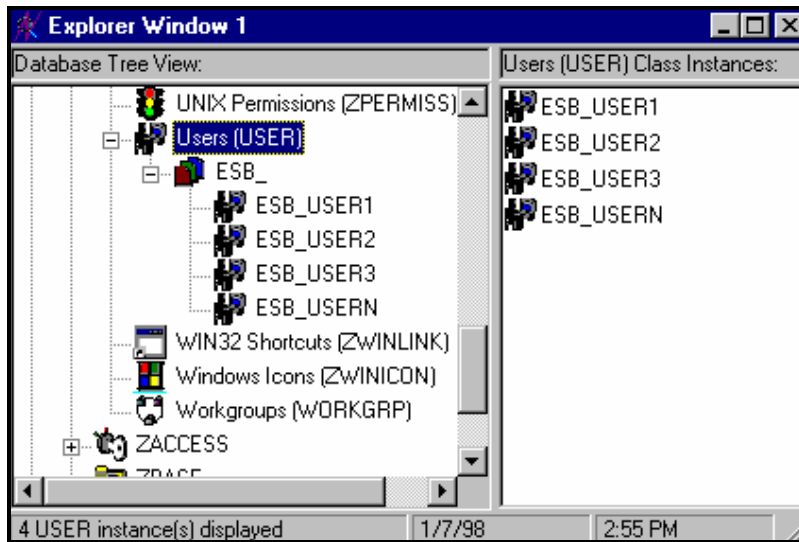 Explorer Window 1
Database Tree View:
Users (USER) Class Instances:
UNIX Permissions (ZPERMISS)
Users (USER)
ESB_
ESB_USER1
ESB_USER2
ESB_USER3
ESB_USERN
WIN32 Shortcuts (ZWINLINK)
Windows Icons (ZWINICON)
Workgroups (WORKGRP)
ZACCESS
ESB_USER1
ESB_USER2
ESB_USER3
ESB_USERN
4 USER instance(s) displayed
1/7/98
2:55 PM